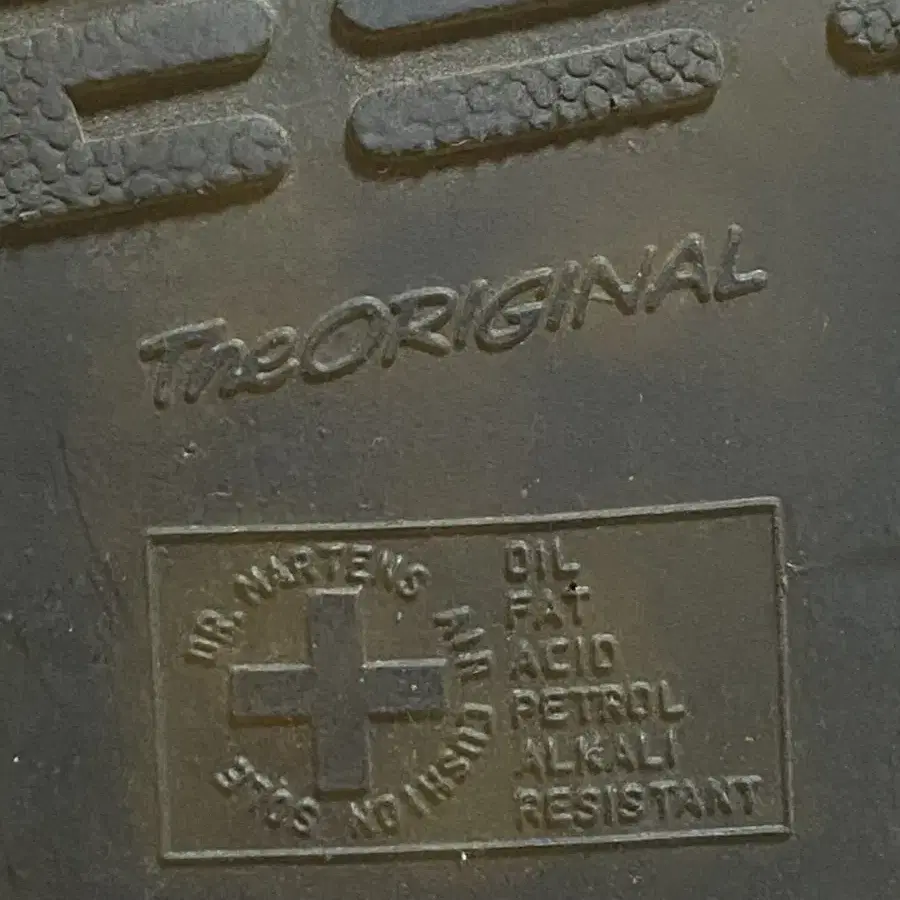 The ORIGINAL
DR. MARTENS AIR CUSHION SOLE
OIL
FAT
ACID
PETROL
ALKALI
RESISTANT